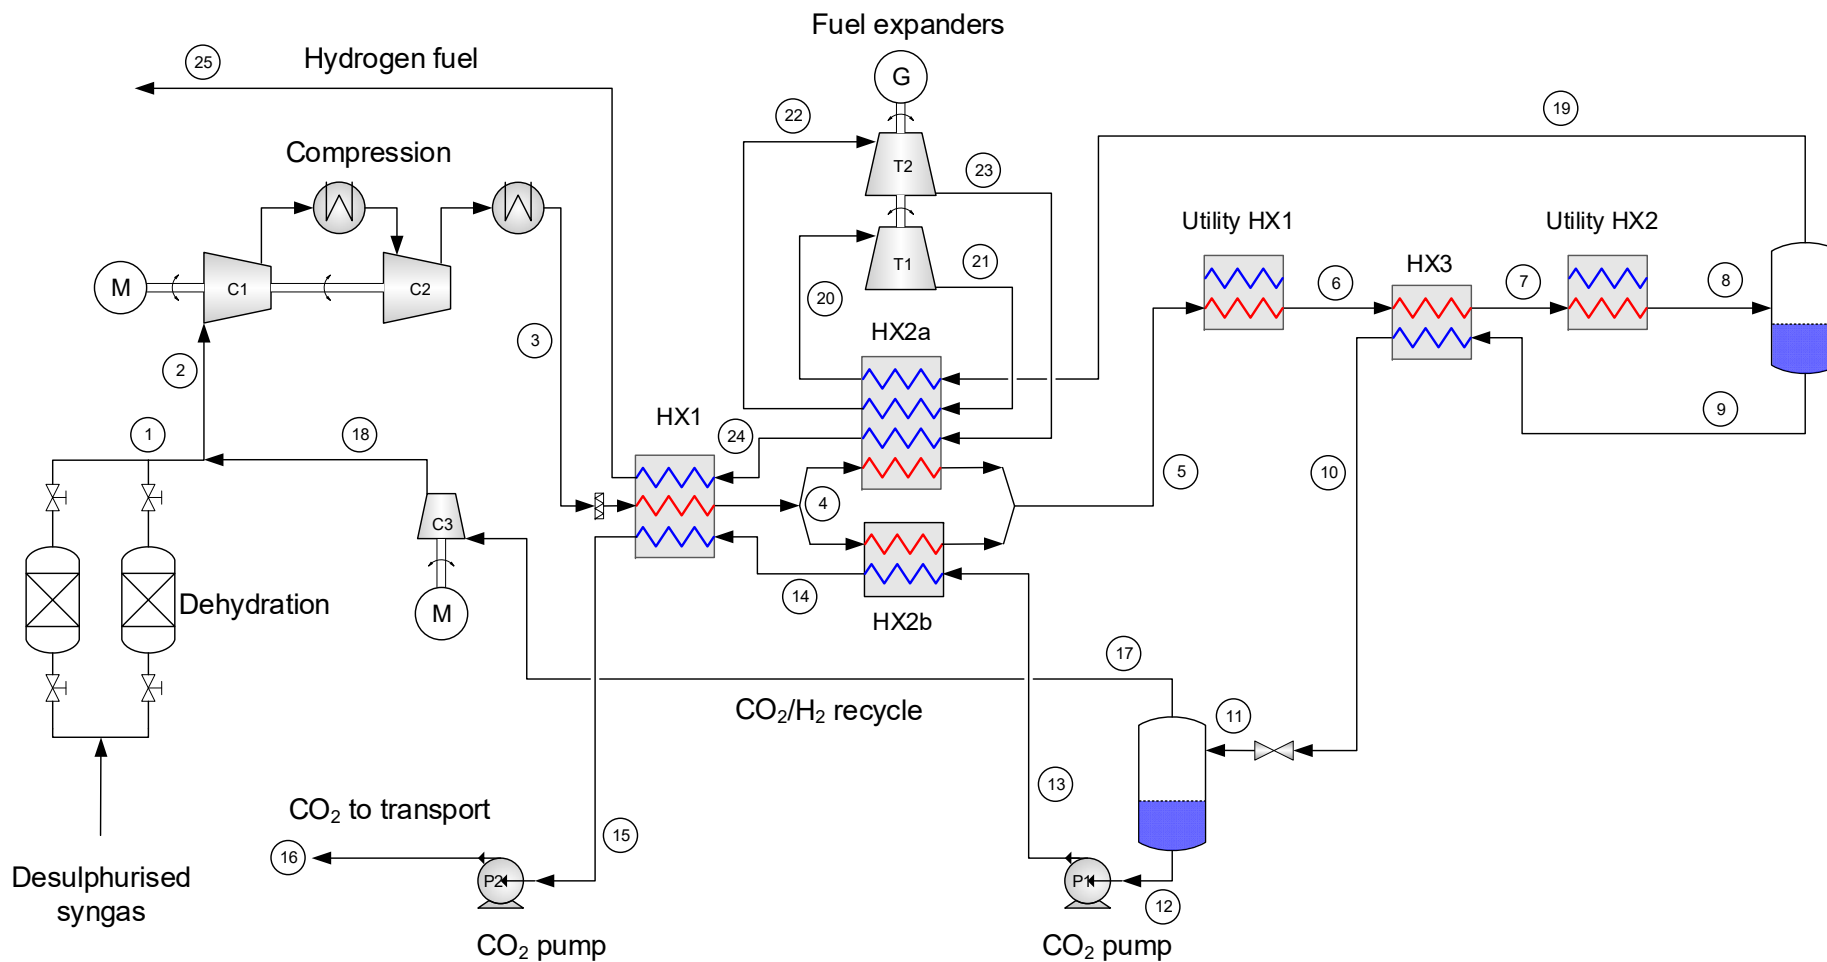 Fuel expanders
25
Hydrogen fuel
G
22
19
Compression
T2
23
Utility HX1
Utility HX2
M
C1
C2
T1
21
HX3
20
6
7
8
3
HX2a
2
HX1
24
9
1
18
5
10
4
C3
Dehydration
M
14
HX2b
17
CO₂/H₂ recycle
11
13
CO₂ to transport
15
16
P2
P1
12
Desulphurised
syngas
CO₂ pump
CO₂ pump